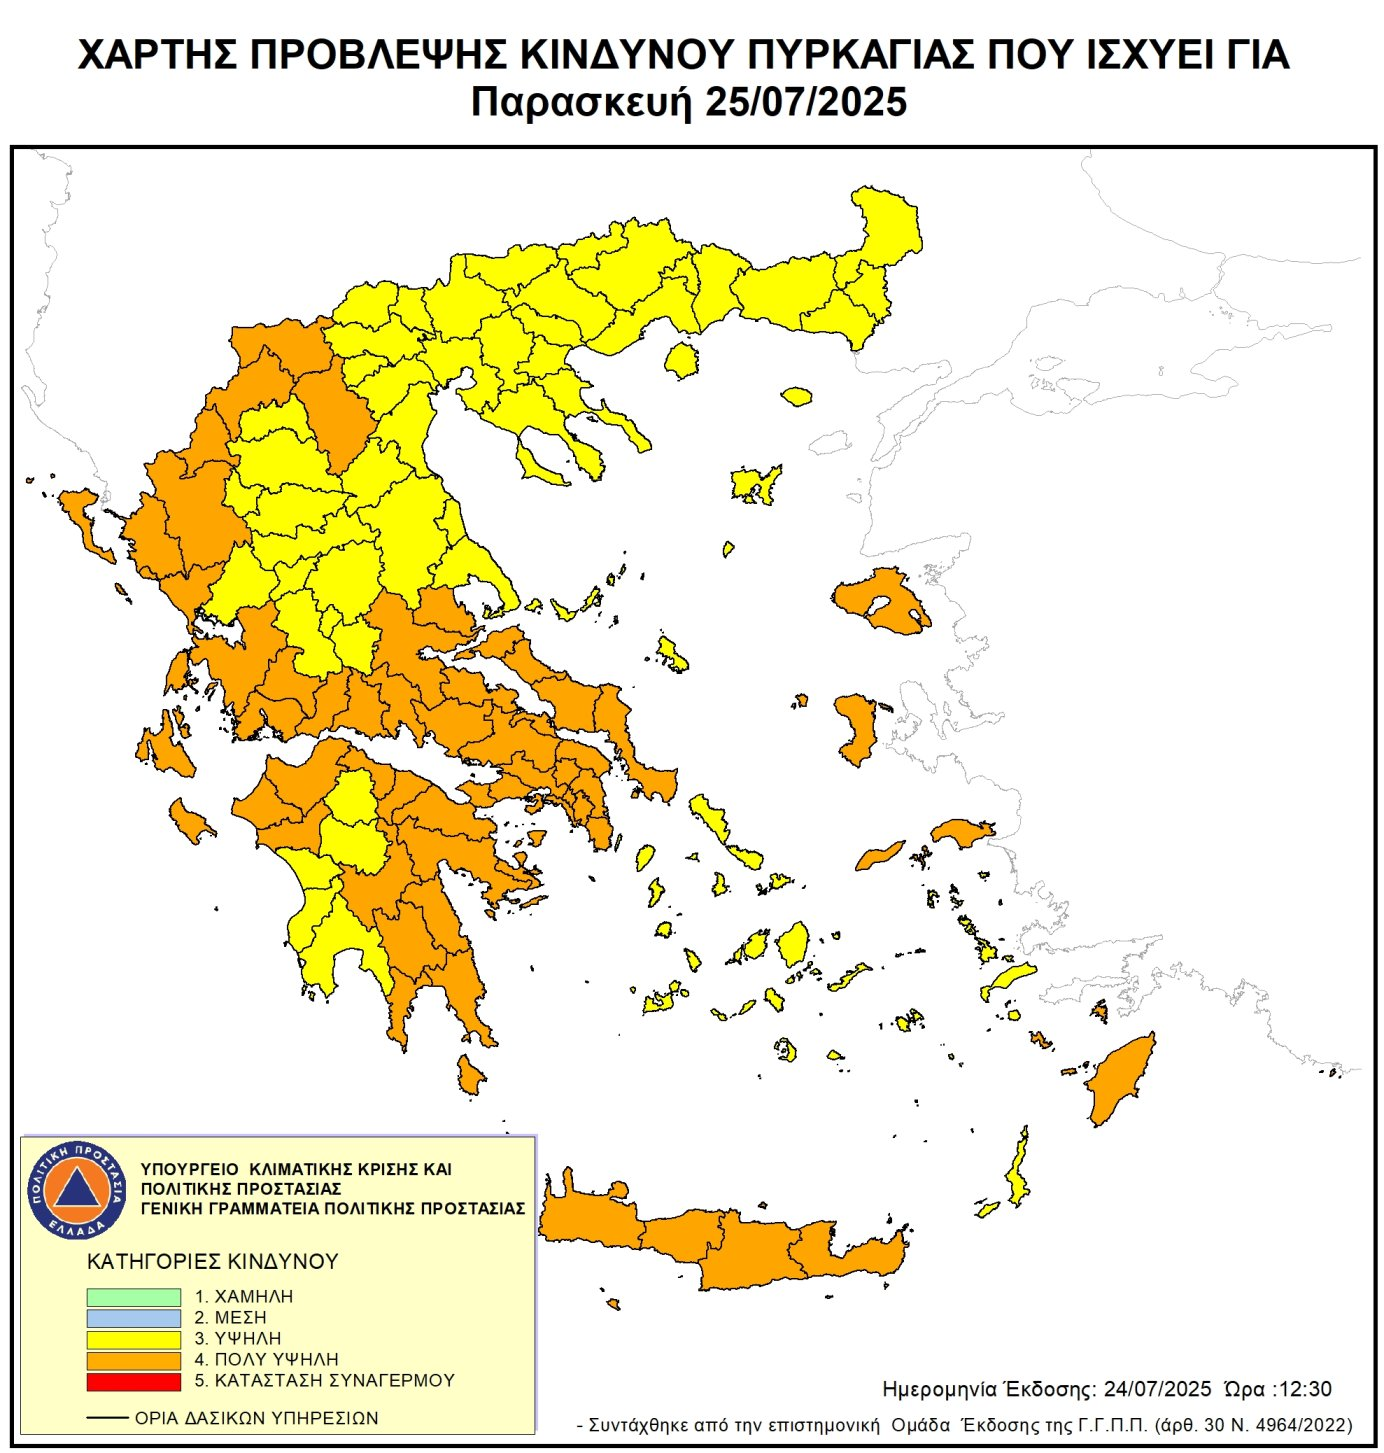 ΧΑΡΤΗΣ ΠΡΟΒΛΕΨΗΣ ΚΙΝΔΥΝΟΥ ΠΥΡΚΑΓΙΑΣ ΠΟΥ ΙΣΧΥΕΙ ΓΙΑ
Παρασκευή 25/07/2025
ΠΟΛΙΤΙΚΗ ΠΡΟΣΤΑΣΙΑ
ΕΛΛΑΔΑ
ΥΠΟΥΡΓΕΙΟ ΚΛΙΜΑΤΙΚΗΣ ΚΡΙΣΗΣ ΚΑΙ
ΠΟΛΙΤΙΚΗΣ ΠΡΟΣΤΑΣΙΑΣ
ΓΕΝΙΚΗ ΓΡΑΜΜΑΤΕΙΑ ΠΟΛΙΤΙΚΗΣ ΠΡΟΣΤΑΣΙΑΣ
ΚΑΤΗΓΟΡΙΕΣ ΚΙΝΔΥΝΟΥ
1. ΧΑΜΗΛΗ
2. ΜΕΣΗ
3. ΥΨΗΛΗ
4. ΠΟΛΥ ΥΨΗΛΗ
5. ΚΑΤΑΣΤΑΣΗ ΣΥΝΑΓΕΡΜΟΥ
ΟΡΙΑ ΔΑΣΙΚΩΝ ΥΠΗΡΕΣΙΩΝ
Ημερομηνία Έκδοσης: 24/07/2025 Ώρα :12:30
- Συντάχθηκε από την επιστημονική Ομάδα Έκδοσης της Γ.Γ.Π.Π. (άρθ. 30 Ν. 4964/2022)